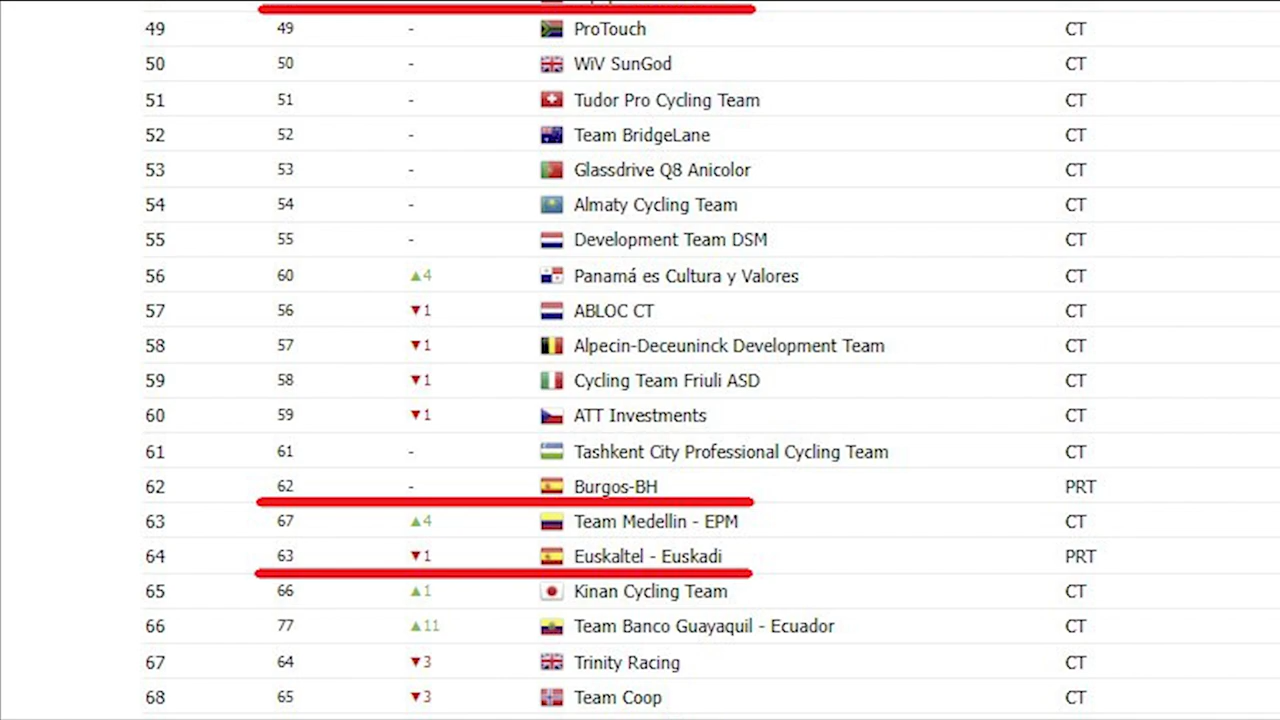 49 49 - ProTouch CT
50 50 - WiV SunGod CT
51 51 - Tudor Pro Cycling Team CT
52 52 - Team BridgeLane CT
53 53 - Glassdrive Q8 Anicolor CT
54 54 - Almaty Cycling Team CT
55 55 - Development Team DSM CT
56 60 ▲4 Panamá es Cultura y Valores CT
57 56 ▼1 ABLOC CT CT
58 57 ▼1 Alpecin-Deceuninck Development Team CT
59 58 ▼1 Cycling Team Friuli ASD CT
60 59 ▼1 ATT Investments CT
61 61 - Tashkent City Professional Cycling Team CT
62 62 - Burgos-BH PRT
63 67 ▲4 Team Medellin - EPM CT
64 63 ▼1 Euskaltel - Euskadi PRT
65 66 ▲1 Kinan Cycling Team CT
66 77 ▲11 Team Banco Guayaquil - Ecuador CT
67 64 ▼3 Trinity Racing CT
68 65 ▼3 Team Coop CT